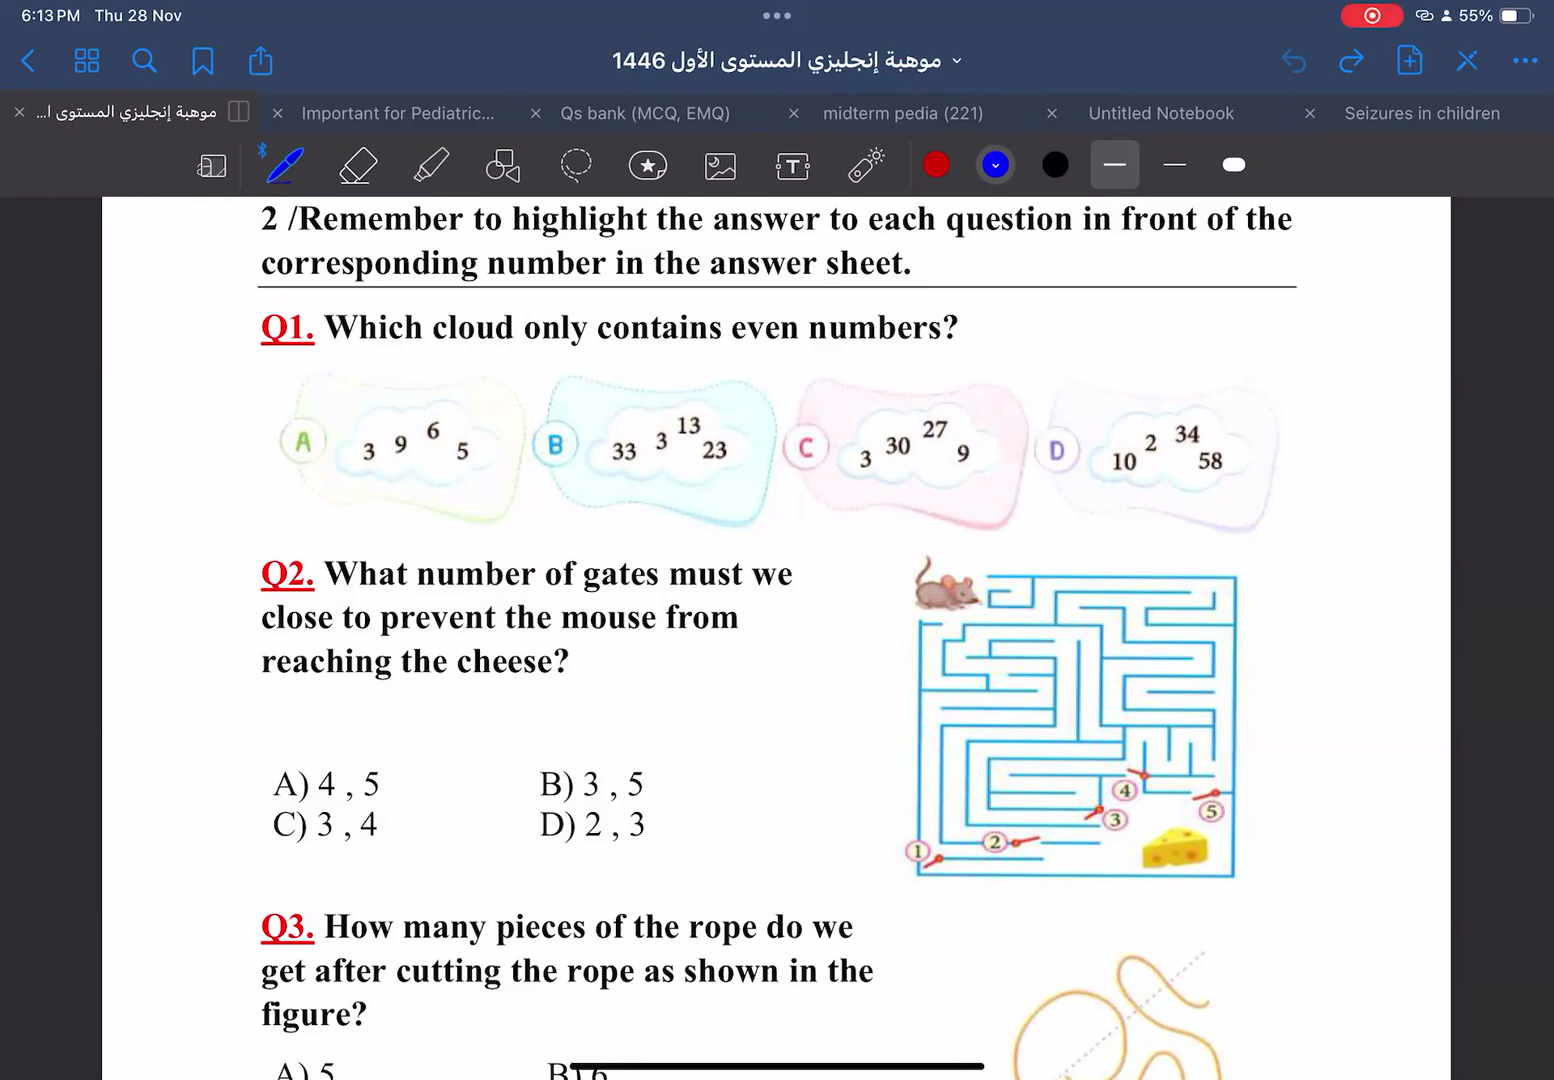 6:13 PM Thu 28 Nov
55%
موهبة إنجليزي المستوى الأول 1446
موهبة إنجليزي المستوى ا...
Important for Pediatric...
Qs bank (MCQ, EMQ)
midterm pedia (221)
Untitled Notebook
Seizures in children
2 /Remember to highlight the answer to each question in front of the
corresponding number in the answer sheet.
Q1. Which cloud only contains even numbers?
A 3 9 6 5
B 33 3 13 23
C 3 30 27 9
D 10 2 34 58
Q2. What number of gates must we
close to prevent the mouse from
reaching the cheese?
A) 4 , 5 B) 3 , 5
C) 3 , 4 D) 2 , 3
4
5
3
2
1
Q3. How many pieces of the rope do we
get after cutting the rope as shown in the
figure?
A) 5 B) 6